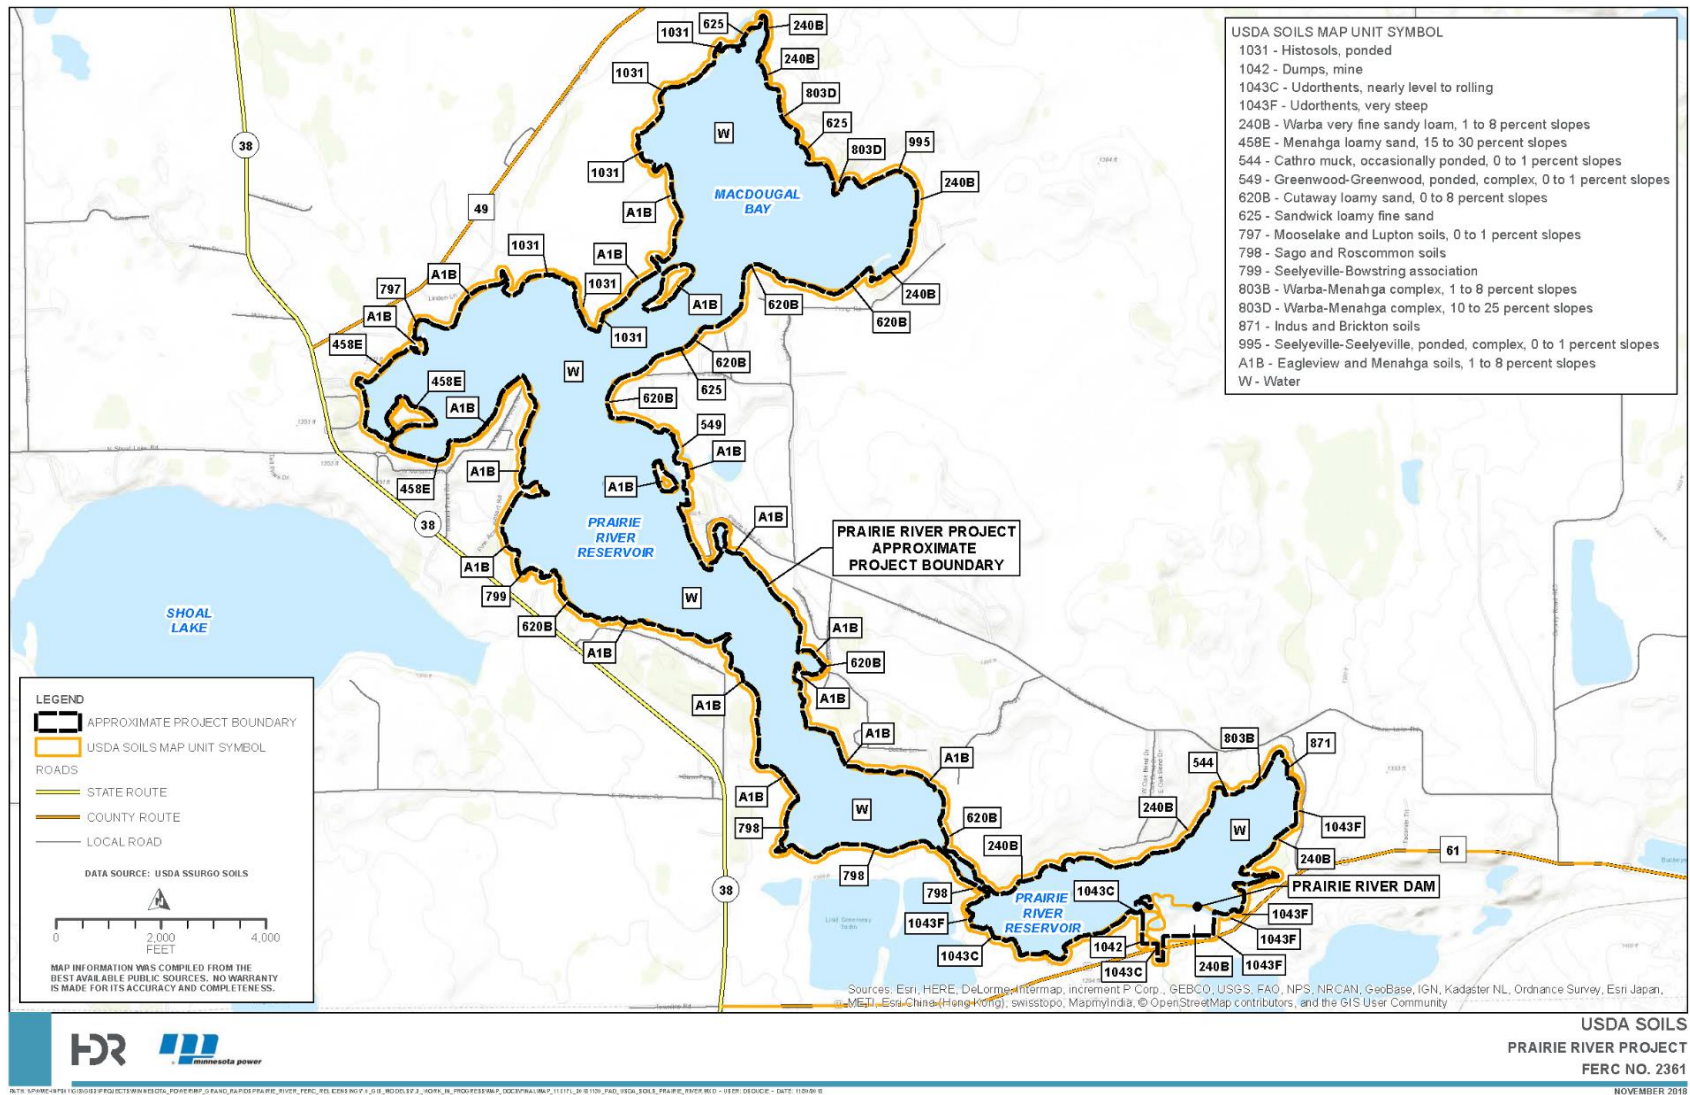 USDA SOILS MAP UNIT SYMBOL
1031 - Histosols, ponded
1042 - Dumps, mine
1043C - Udorthents, nearly level to rolling
1043F - Udorthents, very steep
240B - Warba very fine sandy loam, 1 to 8 percent slopes
458E - Menahga loamy sand, 15 to 30 percent slopes
544 - Cathro muck, occasionally ponded, 0 to 1 percent slopes
549 - Greenwood-Greenwood, ponded, complex, 0 to 1 percent slopes
620B - Cutaway loamy sand, 0 to 8 percent slopes
625 - Sandwick loamy fine sand
797 - Mooselake and Lupton soils, 0 to 1 percent slopes
798 - Sago and Roscommon soils
799 - Seelyeville-Bowstring association
803B - Warba-Menahga complex, 1 to 8 percent slopes
803D - Warba-Menahga complex, 10 to 25 percent slopes
871 - Indus and Brickton soils
995 - Seelyeville-Seelyeville, ponded, complex, 0 to 1 percent slopes
A1B - Eagleview and Menahga soils, 1 to 8 percent slopes
W - Water
625
240B
1031
240B
1031
803D
W
625
38
803D
995
1031
240B
MACDOUGAL
BAY
49
A1B
1031
A1B
A1B
1031
797
A1B
620B
240B
A1B
620B
1031
458E
620B
W
458E
625
620B
A1B
549
A1B
A1B
A1B
458E
A1B
38
PRAIRIE
RIVER
RESERVOIR
PRAIRIE RIVER PROJECT
APPROXIMATE
PROJECT BOUNDARY
A1B
799
W
SHOAL
LAKE
620B
A1B
A1B
620B
A1B
A1B
A1B
803B
871
A1B
544
A1B
240B
620B
W
W
1043F
798
240B
240B
61
798
38
798
1043C
PRAIRIE RIVER DAM
PRAIRIE
RIVER
RESERVOIR
1043F
1043F
1043F
1042
1043C
1043C
240B
1043F
LEGEND
APPROXIMATE PROJECT BOUNDARY
USDA SOILS MAP UNIT SYMBOL
ROADS
STATE ROUTE
COUNTY ROUTE
LOCAL ROAD
DATA SOURCE: USDA SSURGO SOILS
0 2,000 4,000
FEET
MAP INFORMATION WAS COMPILED FROM THE
BEST AVAILABLE PUBLIC SOURCES. NO WARRANTY
IS MADE FOR ITS ACCURACY AND COMPLETENESS.
Sources: Esri, HERE, DeLorme, Intermap, increment P Corp., GEBCO, USGS, FAO, NPS, NRCAN, GeoBase, IGN, Kadaster NL, Ordnance Survey, Esri Japan,
METI, Esri China (Hong Kong), swisstopo, MapmyIndia, © OpenStreetMap contributors, and the GIS User Community
HDR
mp
minnesota power
USDA SOILS
PRAIRIE RIVER PROJECT
FERC NO. 2361
NOVEMBER 2018